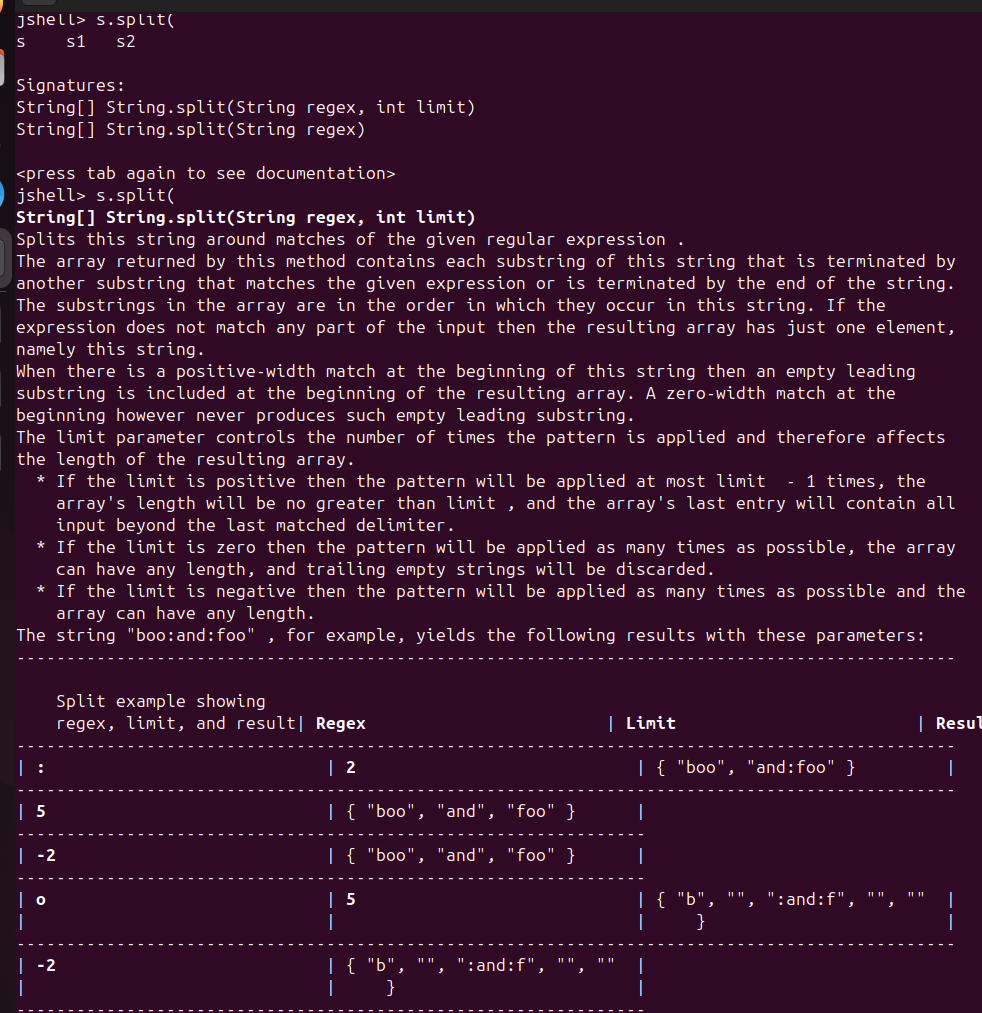 jshell> s.split(
s    s1   s2
Signatures:
String[] String.split(String regex, int limit)
String[] String.split(String regex)
<press tab again to see documentation>
jshell> s.split(
String[] String.split(String regex, int limit)
Splits this string around matches of the given regular expression .
The array returned by this method contains each substring of this string that is terminated by
another substring that matches the given expression or is terminated by the end of the string.
The substrings in the array are in the order in which they occur in this string. If the
expression does not match any part of the input then the resulting array has just one element,
namely this string.
When there is a positive-width match at the beginning of this string then an empty leading
substring is included at the beginning of the resulting array. A zero-width match at the
beginning however never produces such empty leading substring.
The limit parameter controls the number of times the pattern is applied and therefore affects
the length of the resulting array.
  * If the limit is positive then the pattern will be applied at most limit  - 1 times, the
    array's length will be no greater than limit , and the array's last entry will contain all
    input beyond the last matched delimiter.
  * If the limit is zero then the pattern will be applied as many times as possible, the array
    can have any length, and trailing empty strings will be discarded.
  * If the limit is negative then the pattern will be applied as many times as possible and the
    array can have any length.
The string "boo:and:foo" , for example, yields the following results with these parameters:
----------------------------------------------------------------------------------------------
    Split example showing
    regex, limit, and result| Regex                        | Limit                        | Resul
----------------------------------------------------------------------------------------------
| :                            | 2                            | { "boo", "and:foo" }         |
----------------------------------------------------------------------------------------------
| 5                            | { "boo", "and", "foo" }      |
---------------------------------------------------------------
| -2                           | { "boo", "and", "foo" }      |
---------------------------------------------------------------
| o                            | 5                            | { "b", "", ":and:f", "", ""  |
|                              |                              |     }                        |
----------------------------------------------------------------------------------------------
| -2                           | { "b", "", ":and:f", "", ""  |
|                              |     }                        |
---------------------------------------------------------------